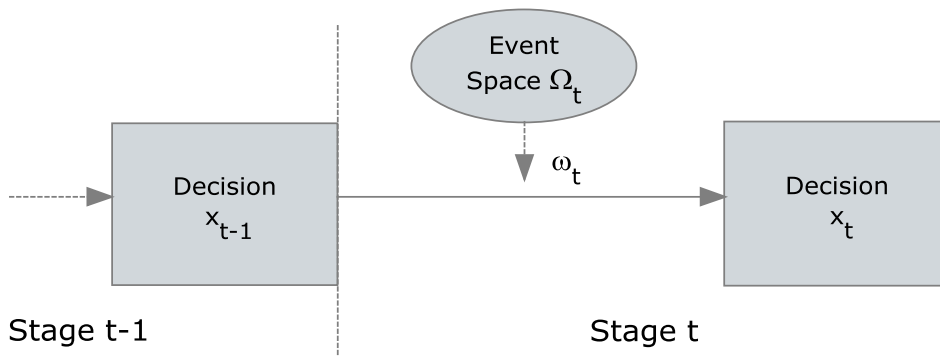 Event
Space Ωt
ωt
Decision
xt-1
Decision
xt
Stage t-1
Stage t